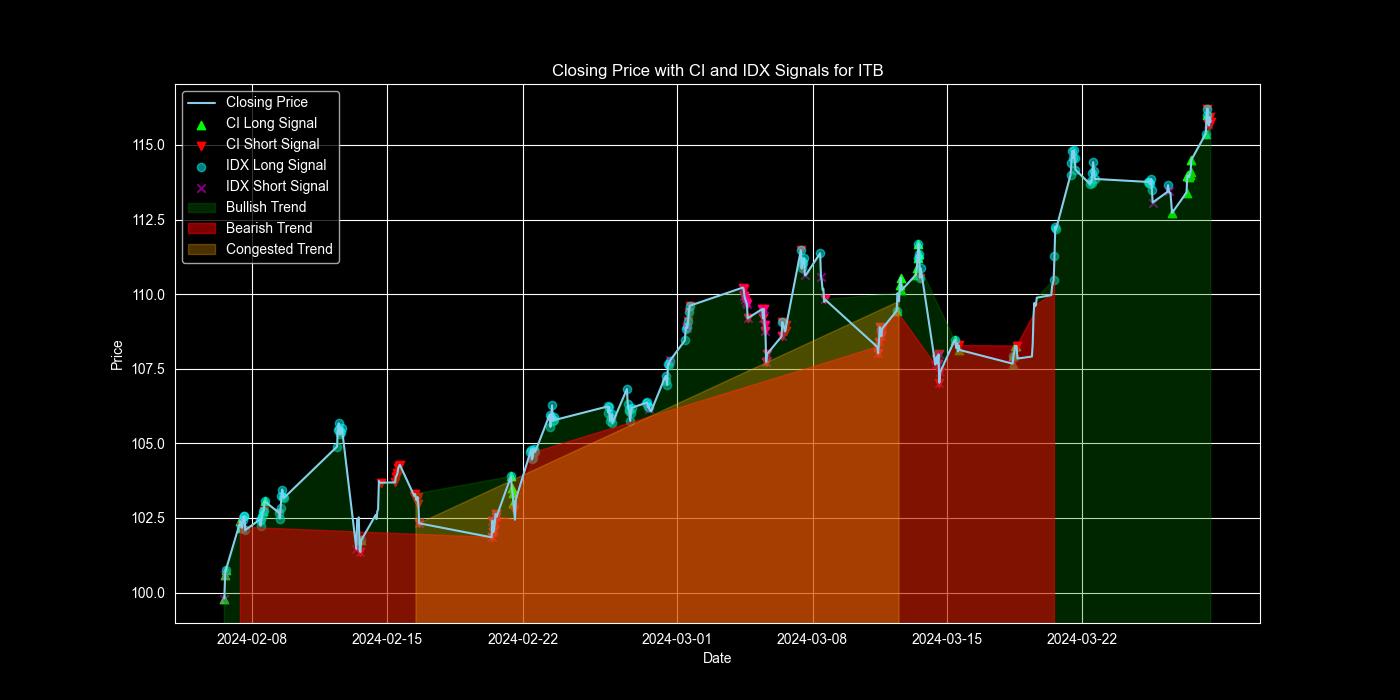 Closing Price with CI and IDX Signals for ITB
Closing Price
CI Long Signal
CI Short Signal
IDX Long Signal
IDX Short Signal
Bullish Trend
Bearish Trend
Congested Trend
Price
115.0
112.5
110.0
107.5
105.0
102.5
100.0
2024-02-08
2024-02-15
2024-02-22
2024-03-01
2024-03-08
2024-03-15
2024-03-22
Date